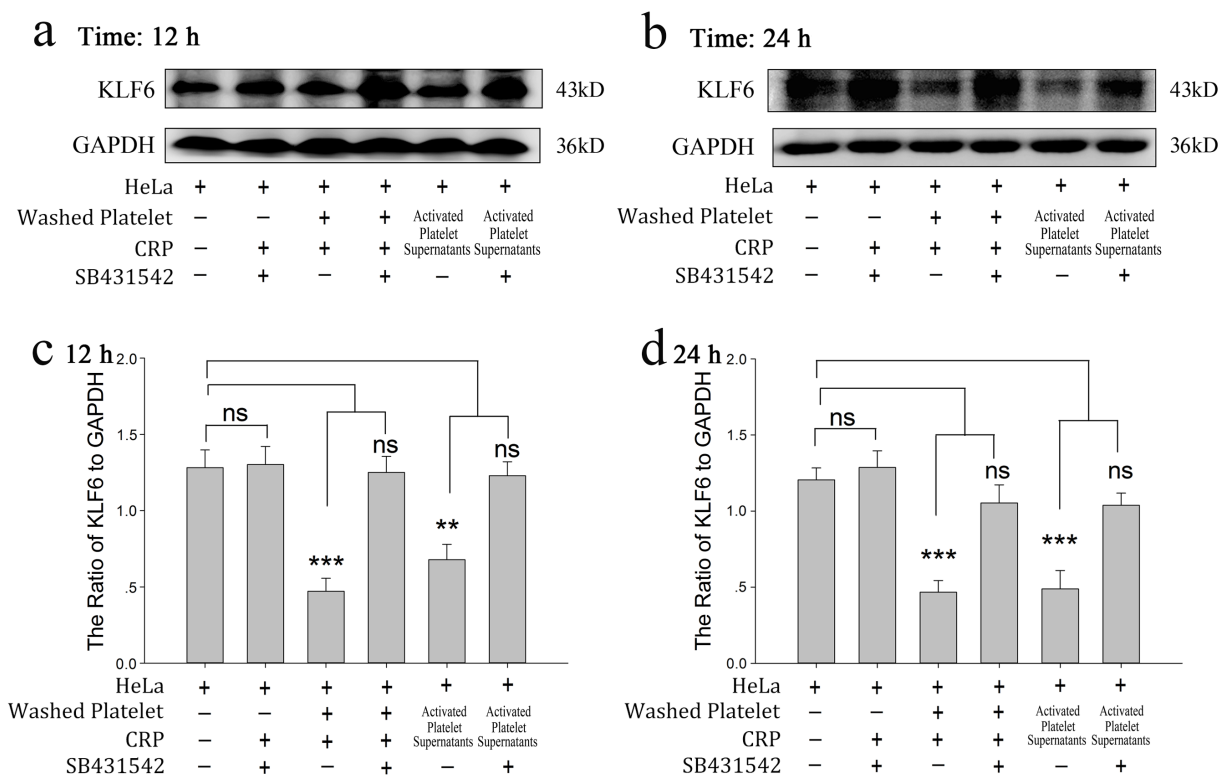 a Time: 12 h
KLF6 43kD
GAPDH 36kD
HeLa + + + + + +
Washed Platelet − − + + Activated Platelet Supernatants Activated Platelet Supernatants
CRP − + + +
SB431542 − + − + − +
b Time: 24 h
KLF6 43kD
GAPDH 36kD
HeLa + + + + + +
Washed Platelet − − + + Activated Platelet Supernatants Activated Platelet Supernatants
CRP − + + +
SB431542 − + − + − +
c 12 h
The Ratio of KLF6 to GAPDH
2.0
1.5
1.0
.5
0.0
ns
***
ns
**
ns
HeLa + + + + + +
Washed Platelet − − + + Activated Platelet Supernatants Activated Platelet Supernatants
CRP − + + +
SB431542 − + − + − +
d 24 h
The Ratio of KLF6 to GAPDH
2.0
1.5
1.0
.5
0.0
ns
***
ns
***
ns
HeLa + + + + + +
Washed Platelet − − + + Activated Platelet Supernatants Activated Platelet Supernatants
CRP − + + +
SB431542 − + − + − +